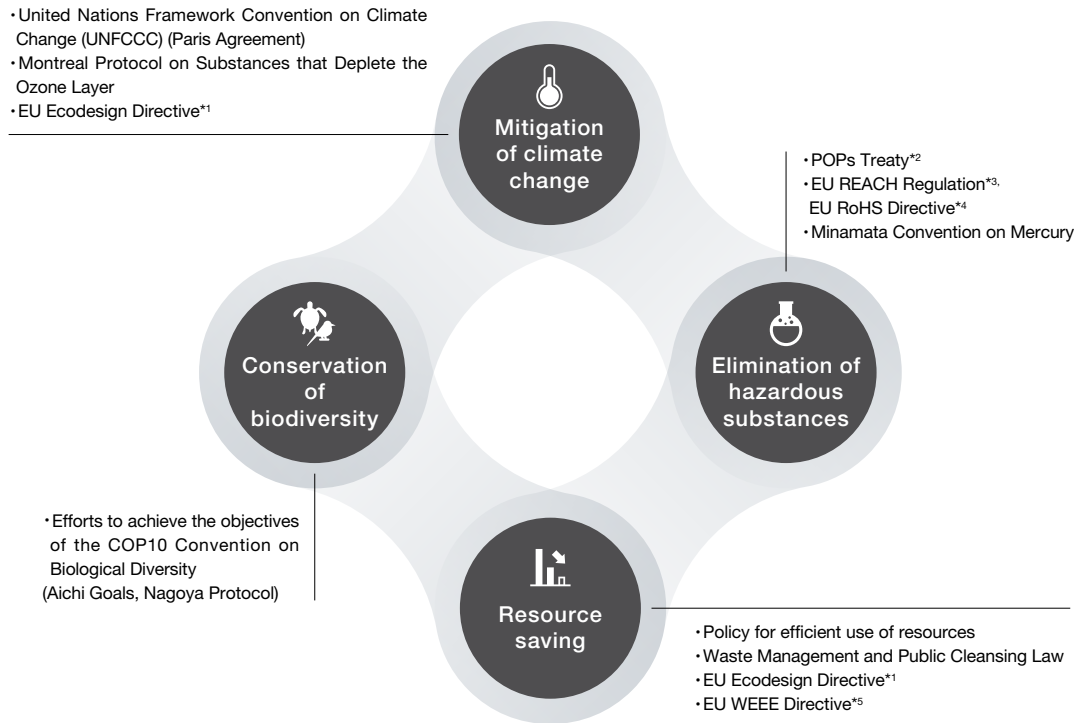 ・United Nations Framework Convention on Climate
Change (UNFCCC) (Paris Agreement)
・Montreal Protocol on Substances that Deplete the
Ozone Layer
・EU Ecodesign Directive*1
Mitigation
of climate
change
・POPs Treaty*2
・EU REACH Regulation*3,
EU RoHS Directive*4
・Minamata Convention on Mercury
Conservation
of
biodiversity
Elimination of
hazardous
substances
・Efforts to achieve the objectives
of the COP10 Convention on
Biological Diversity
(Aichi Goals, Nagoya Protocol)
Resource
saving
・Policy for efficient use of resources
・Waste Management and Public Cleansing Law
・EU Ecodesign Directive*1
・EU WEEE Directive*5